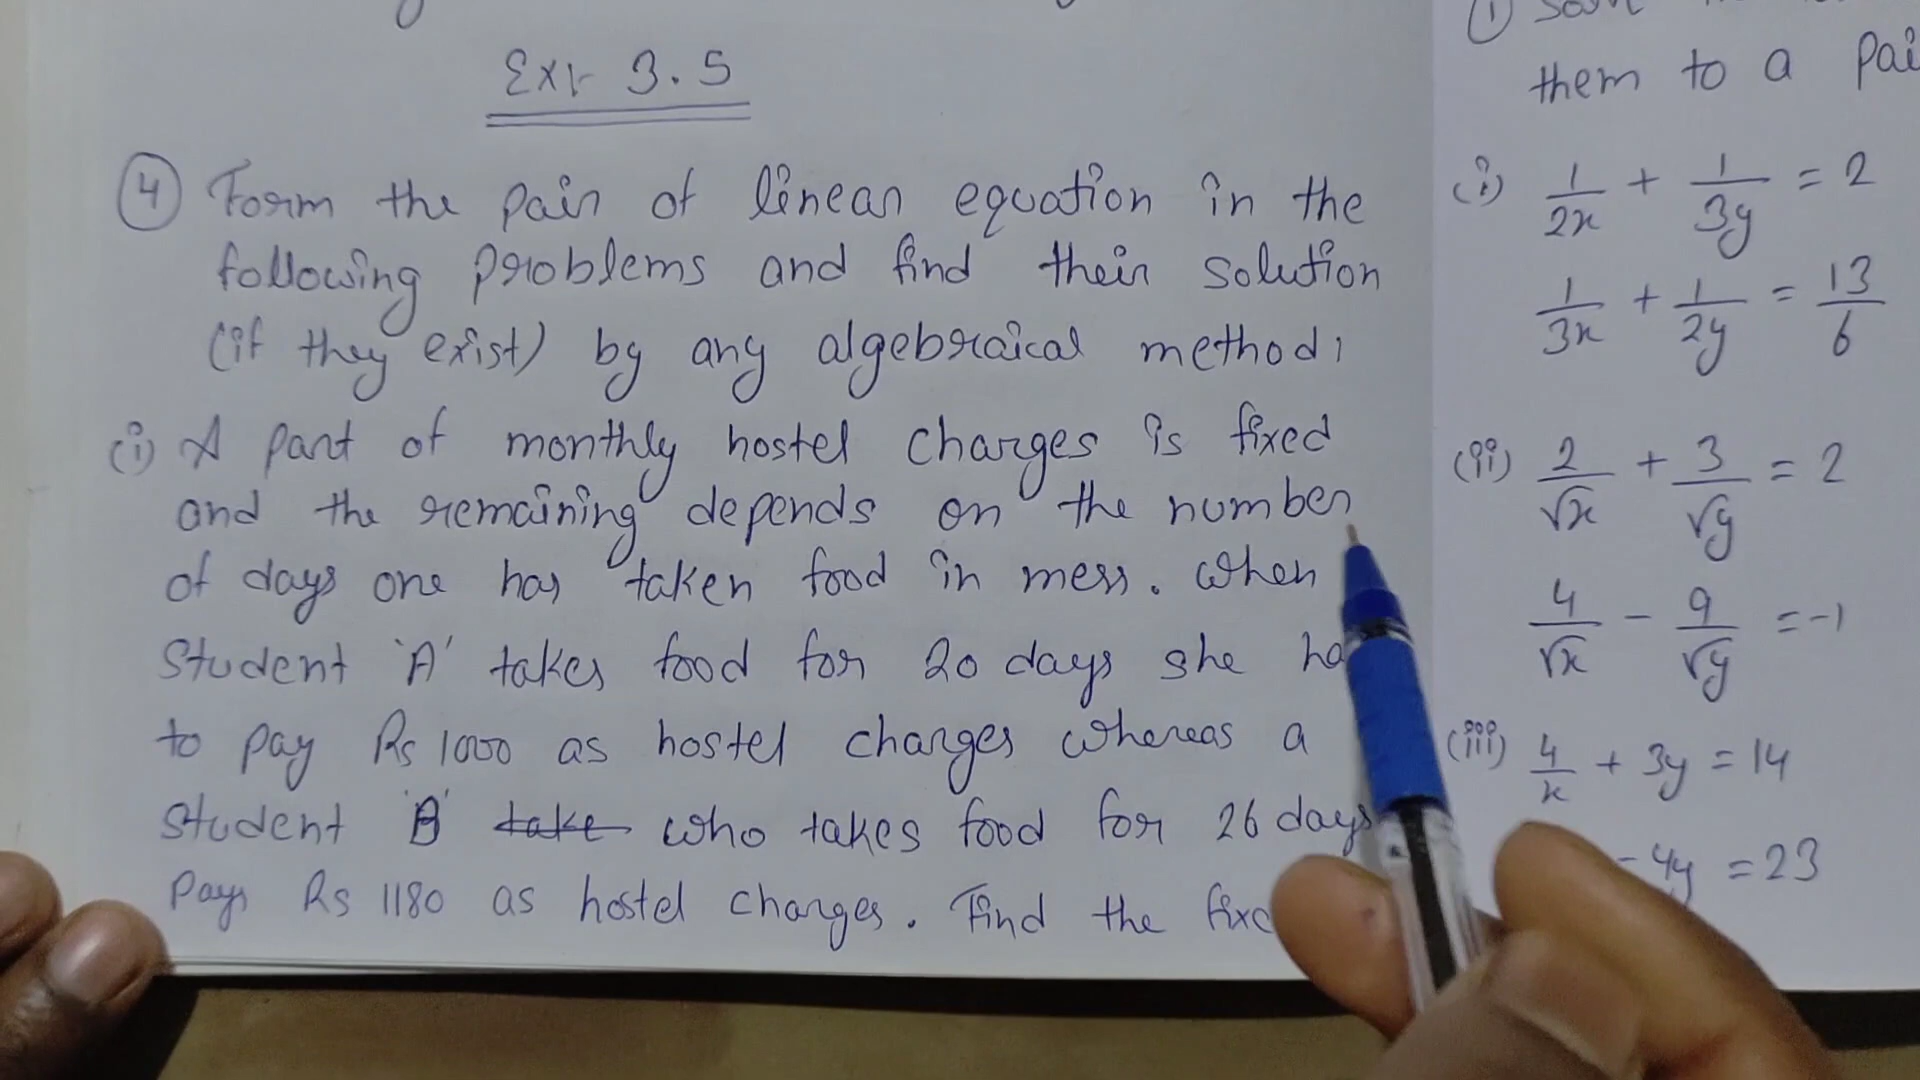 Exr 3.5
④ Form the pair of linear equation in the
following problems and find their solution
(if they exist) by any algebraical method:
(i) A part of monthly hostel charges is fixed
and the remaining depends on the number
of days one has taken food in mess. When
Student 'A' takes food for 20 days she ha
to pay Rs 1000 as hostel charges whereas a
Student 'B' take who takes food for 26 days
Pays Rs 1180 as hostel charges. Find the fixe
①
them to a Pai
(i) 1/2x + 1/3y = 2
1/3x + 1/2y = 13/6
(ii) 2/√x + 3/√y = 2
4/√x - 9/√y = -1
(iii) 4/x + 3y = 14
- 4y = 23